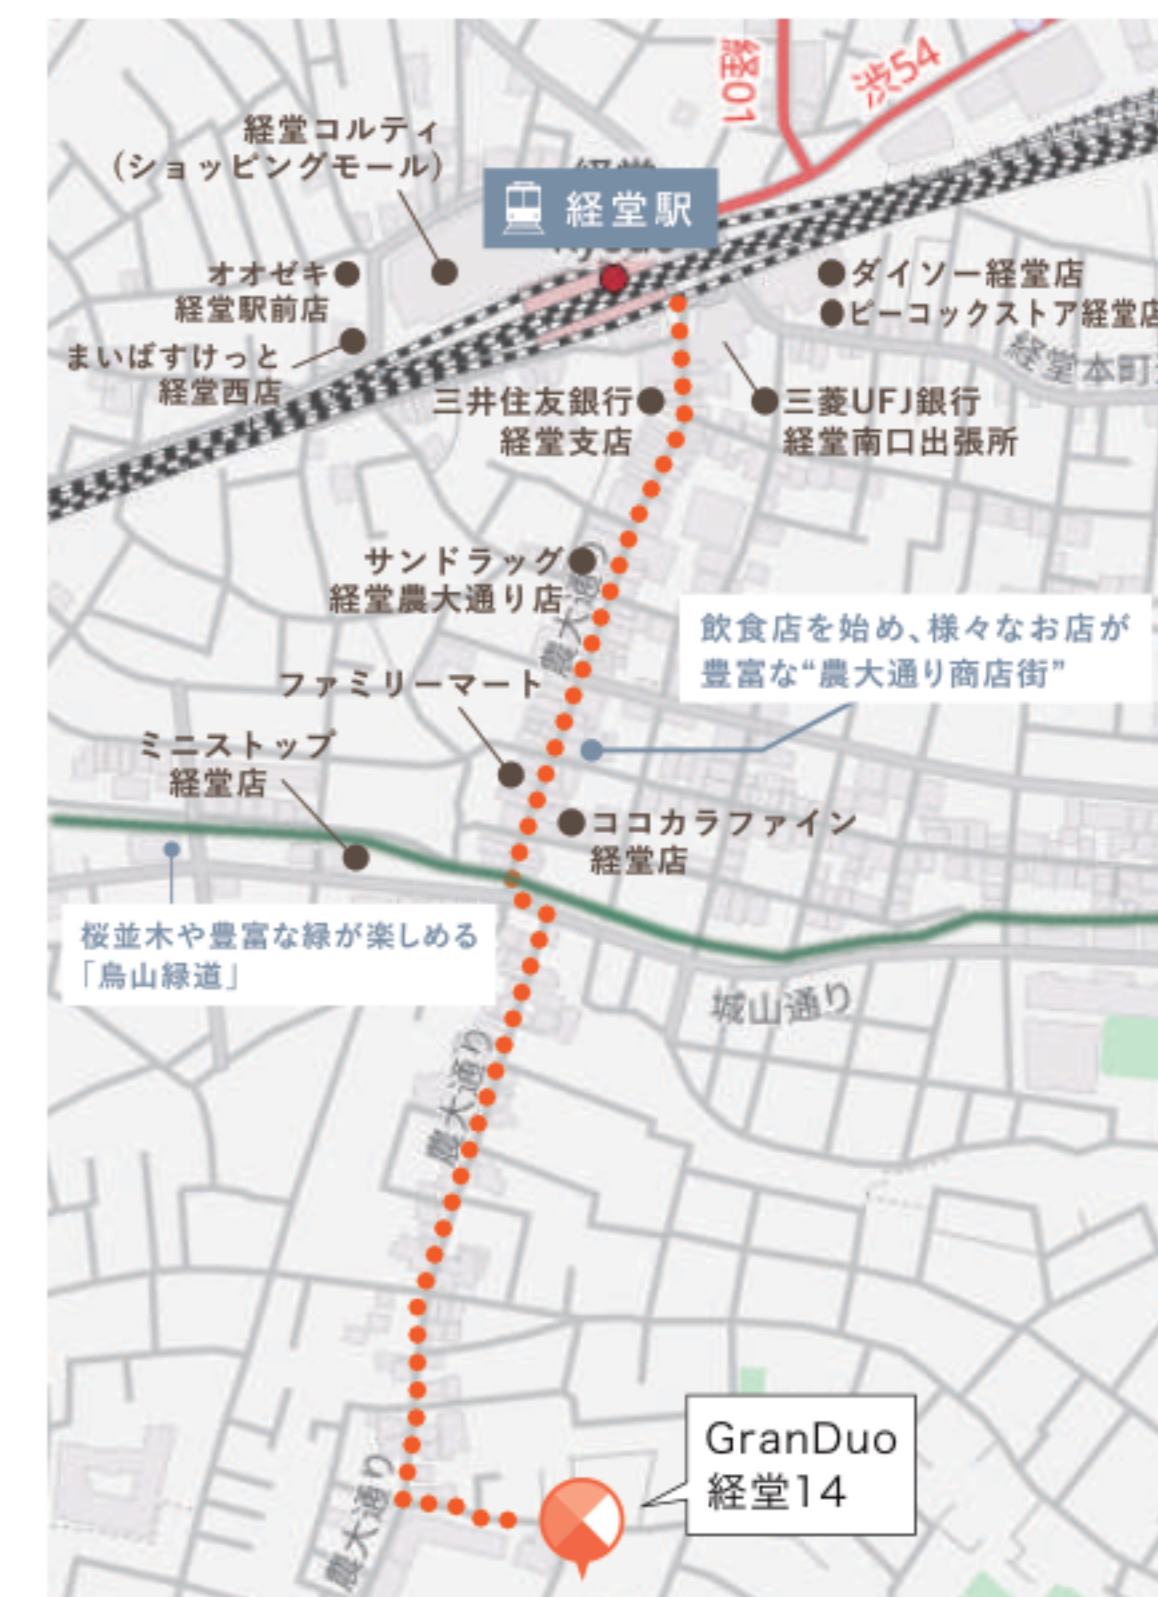 経01
渋54
経堂コルティ
(ショッピングモール)
経堂駅
オオゼキ
経堂駅前店
ダイソー経堂店
ピーコックストア経堂店
まいばすけっと
経堂西店
経堂本町
三井住友銀行
経堂支店
三菱UFJ銀行
経堂南口出張所
サンドラッグ
経堂農大通り店
農大通り
飲食店を始め、様々なお店が
豊富な“農大通り商店街”
ファミリーマート
ミニストップ
経堂店
ココカラファイン
経堂店
桜並木や豊富な緑が楽しめる
「烏山緑道」
城山通り
農大通り
GranDuo
経堂14
農大通り